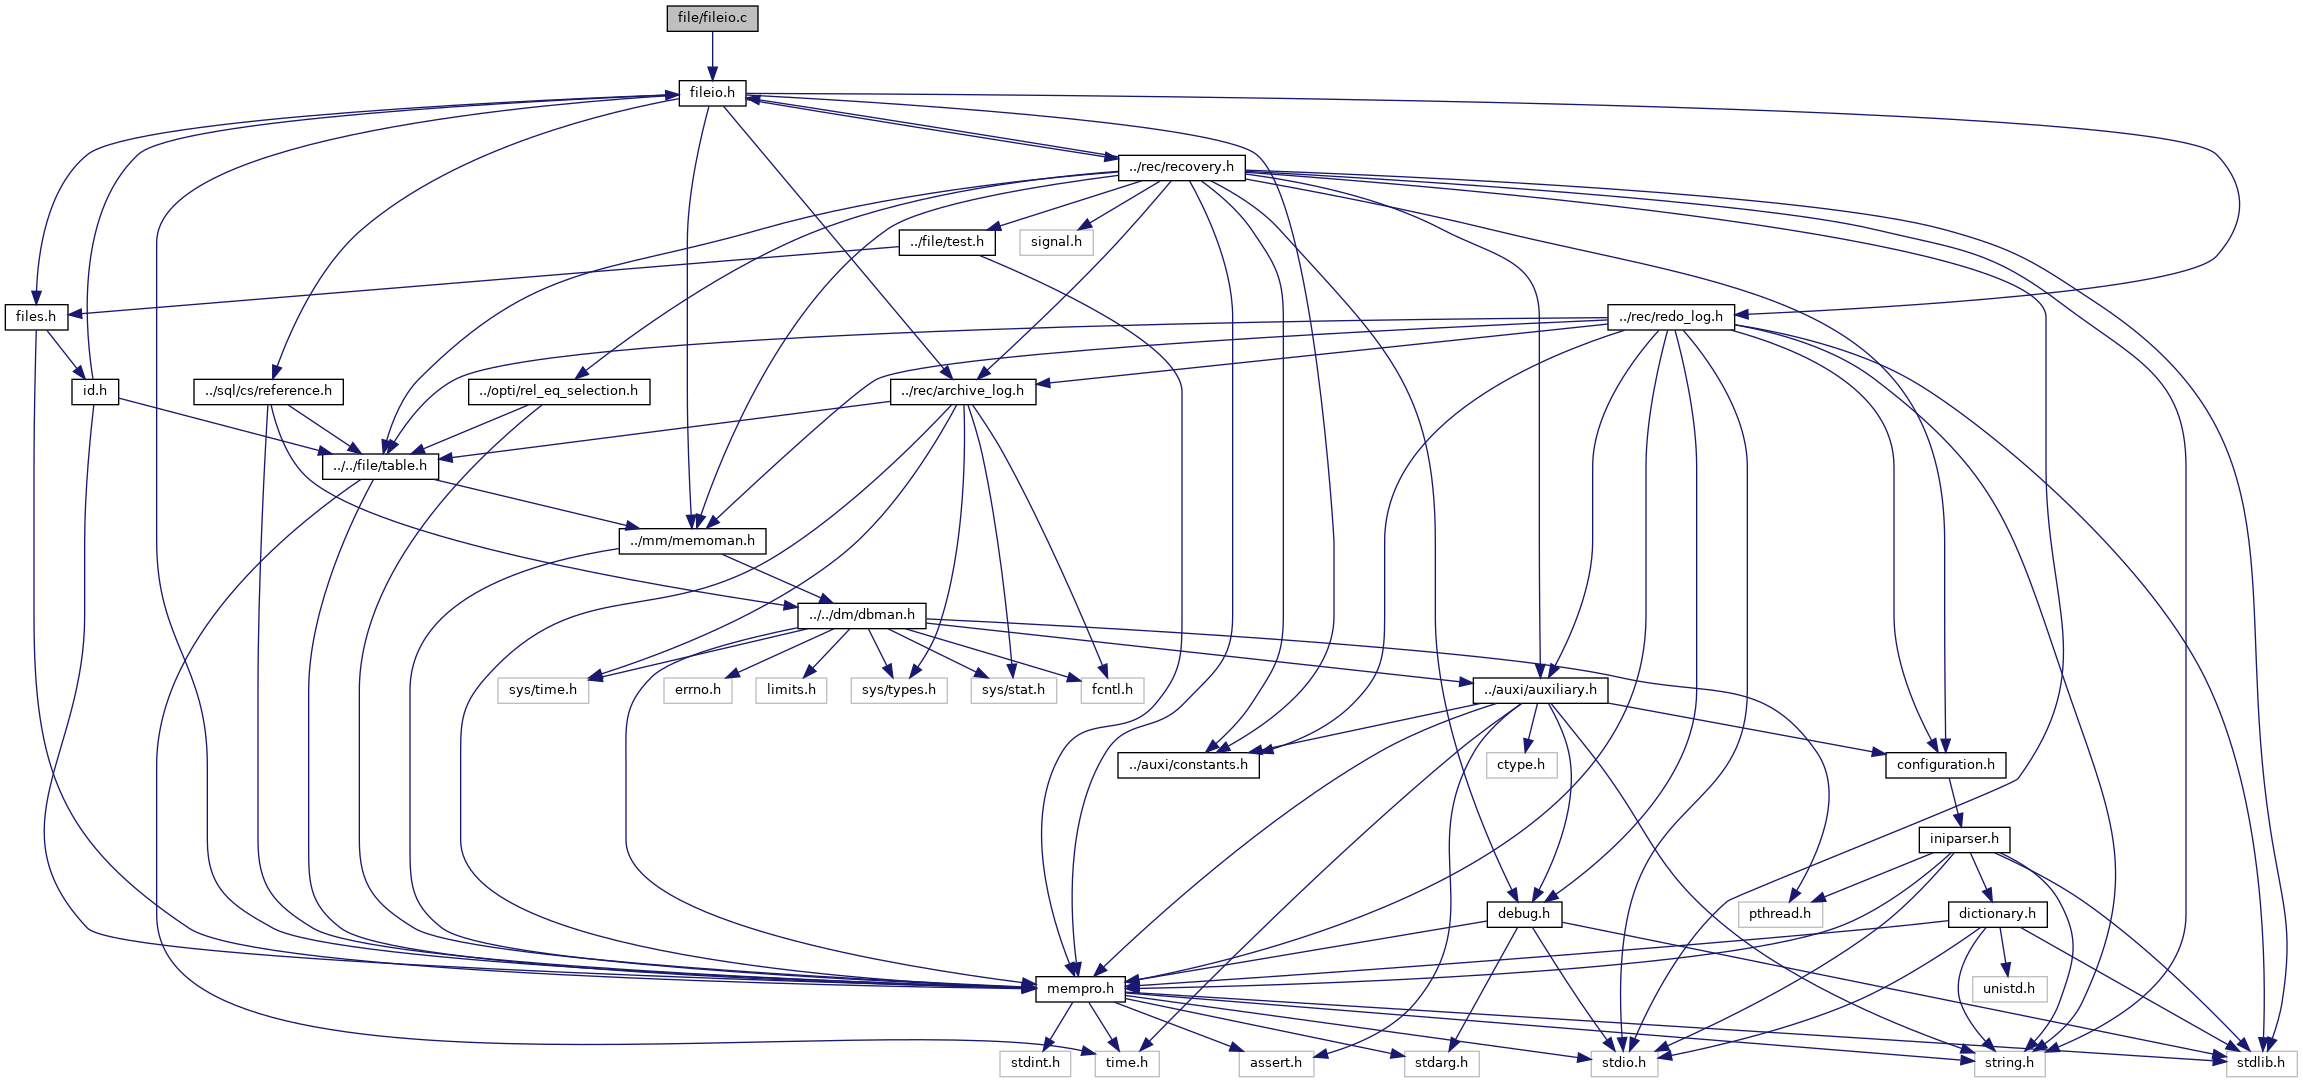 file/fileio.c
fileio.h
../rec/recovery.h
../file/test.h
signal.h
files.h
../rec/redo_log.h
id.h
../sql/cs/reference.h
../opti/rel_eq_selection.h
../rec/archive_log.h
../../file/table.h
../mm/memoman.h
../../dm/dbman.h
sys/time.h
errno.h
limits.h
sys/types.h
sys/stat.h
fcntl.h
../auxi/auxiliary.h
../auxi/constants.h
ctype.h
configuration.h
iniparser.h
debug.h
pthread.h
dictionary.h
mempro.h
unistd.h
stdint.h
time.h
assert.h
stdarg.h
stdio.h
string.h
stdlib.h